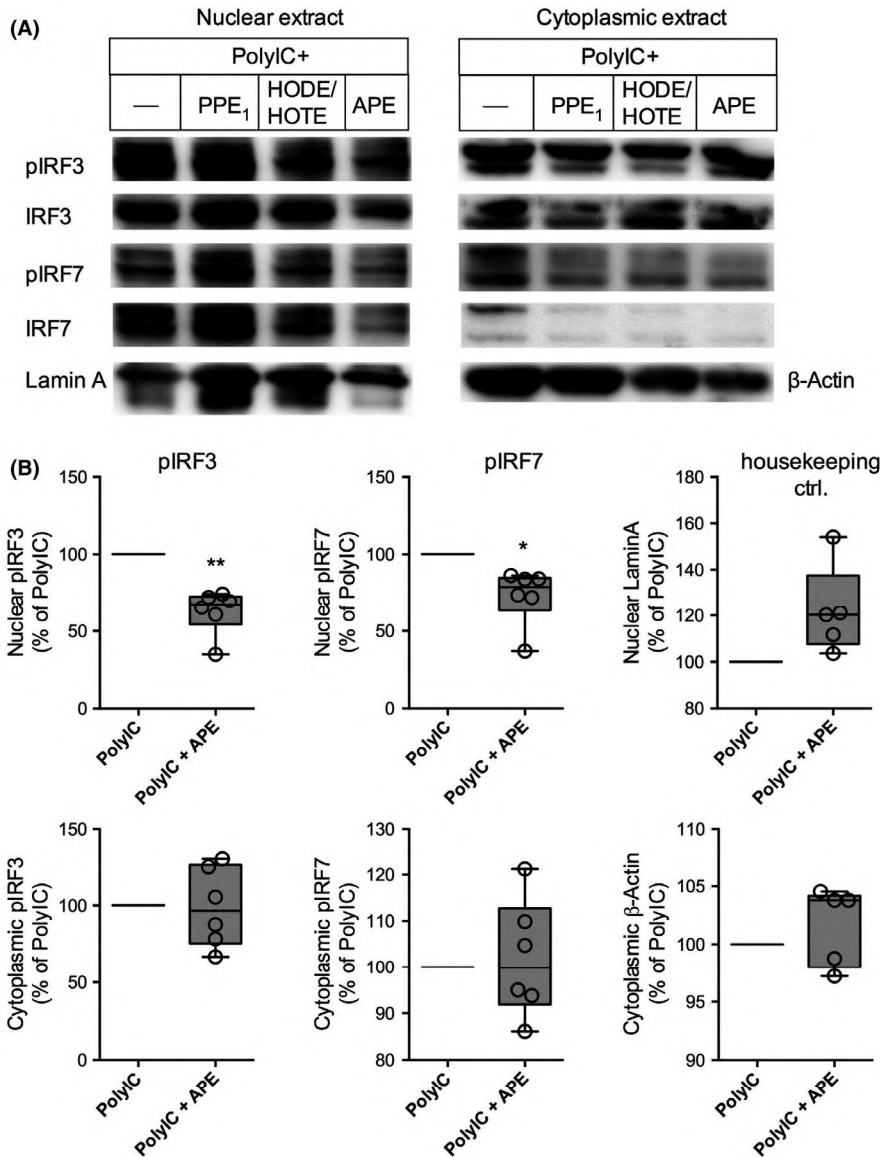 (A)
Nuclear extract
PolyIC+
— PPE1 HODE/HOTE APE
pIRF3
IRF3
pIRF7
IRF7
Lamin A
Cytoplasmic extract
PolyIC+
— PPE1 HODE/HOTE APE
β-Actin
(B)
pIRF3
Nuclear pIRF3
(% of PolyIC)
150
100
50
0
**
PolyIC
PolyIC + APE
pIRF7
Nuclear pIRF7
(% of PolyIC)
150
100
50
0
*
PolyIC
PolyIC + APE
housekeeping
ctrl.
Nuclear LaminA
(% of PolyIC)
180
160
140
120
100
80
PolyIC
PolyIC + APE
Cytoplasmic pIRF3
(% of PolyIC)
150
100
50
0
PolyIC
PolyIC + APE
Cytoplasmic pIRF7
(% of PolyIC)
130
120
110
100
90
80
PolyIC
PolyIC + APE
Cytoplasmic β-Actin
(% of PolyIC)
110
105
100
95
90
PolyIC
PolyIC + APE